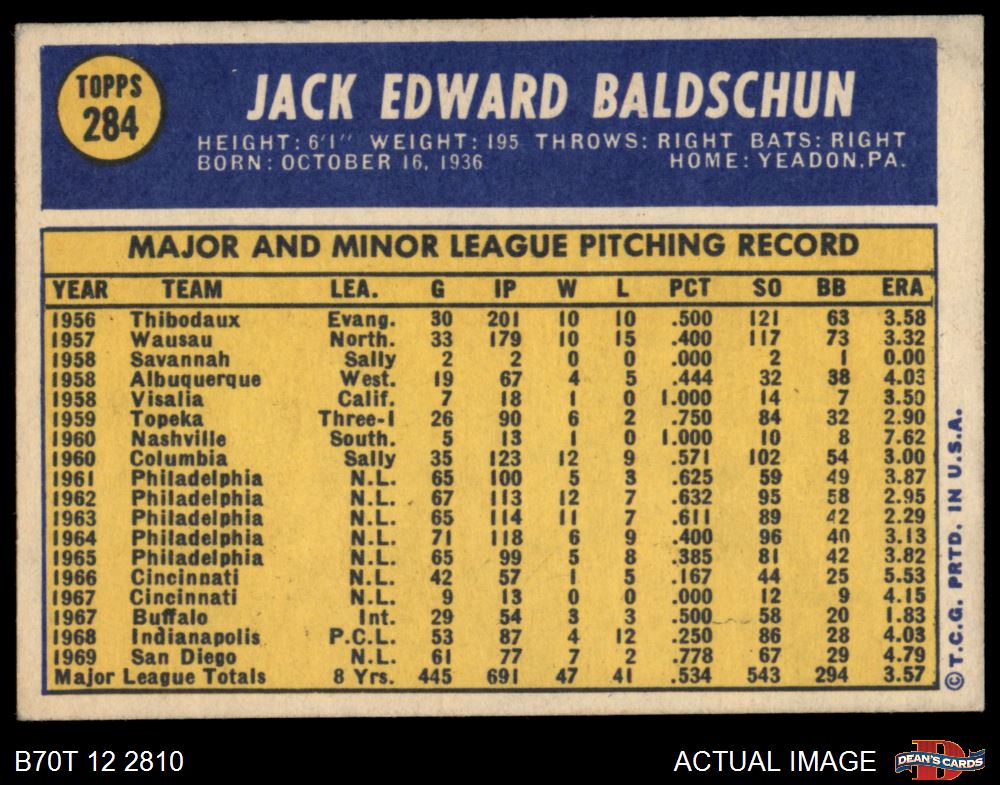 TOPPS
284
JACK EDWARD BALDSCHUN
HEIGHT: 6'1" WEIGHT: 195 THROWS: RIGHT BATS: RIGHT
BORN: OCTOBER 16, 1936 HOME: YEADON, PA.
MAJOR AND MINOR LEAGUE PITCHING RECORD
YEAR TEAM LEA. G IP W L PCT SO BB ERA
1956 Thibodaux Evang. 30 201 10 10 .500 121 63 3.58
1957 Wausau North. 33 179 10 15 .400 117 73 3.32
1958 Savannah Sally 2 2 0 0 .000 2 1 0.00
1958 Albuquerque West. 19 67 4 5 .444 32 38 4.03
1958 Visalia Calif. 7 18 1 0 1.000 14 7 3.50
1959 Topeka Three-I 26 90 6 2 .750 84 32 2.90
1960 Nashville South. 5 13 1 0 1.000 10 8 7.62
1960 Columbia Sally 35 123 12 9 .571 102 54 3.00
1961 Philadelphia N.L. 65 100 5 3 .625 59 49 3.87
1962 Philadelphia N.L. 67 113 12 7 .632 95 58 2.95
1963 Philadelphia N.L. 65 114 11 7 .611 89 42 2.29
1964 Philadelphia N.L. 71 118 6 9 .400 96 40 3.13
1965 Philadelphia N.L. 65 99 5 8 .385 81 42 3.82
1966 Cincinnati N.L. 42 57 1 5 .167 44 25 5.53
1967 Cincinnati N.L. 9 13 0 0 .000 12 9 4.15
1967 Buffalo Int. 29 54 3 3 .500 58 20 1.83
1968 Indianapolis P.C.L. 53 87 4 12 .250 86 28 4.03
1969 San Diego N.L. 61 77 7 2 .778 67 29 4.79
Major League Totals 8 Yrs. 445 691 47 41 .534 543 294 3.57
©T.C.G. PRTD. IN U.S.A.
B70T 12 2810 ACTUAL IMAGE
DEAN'S CARDS